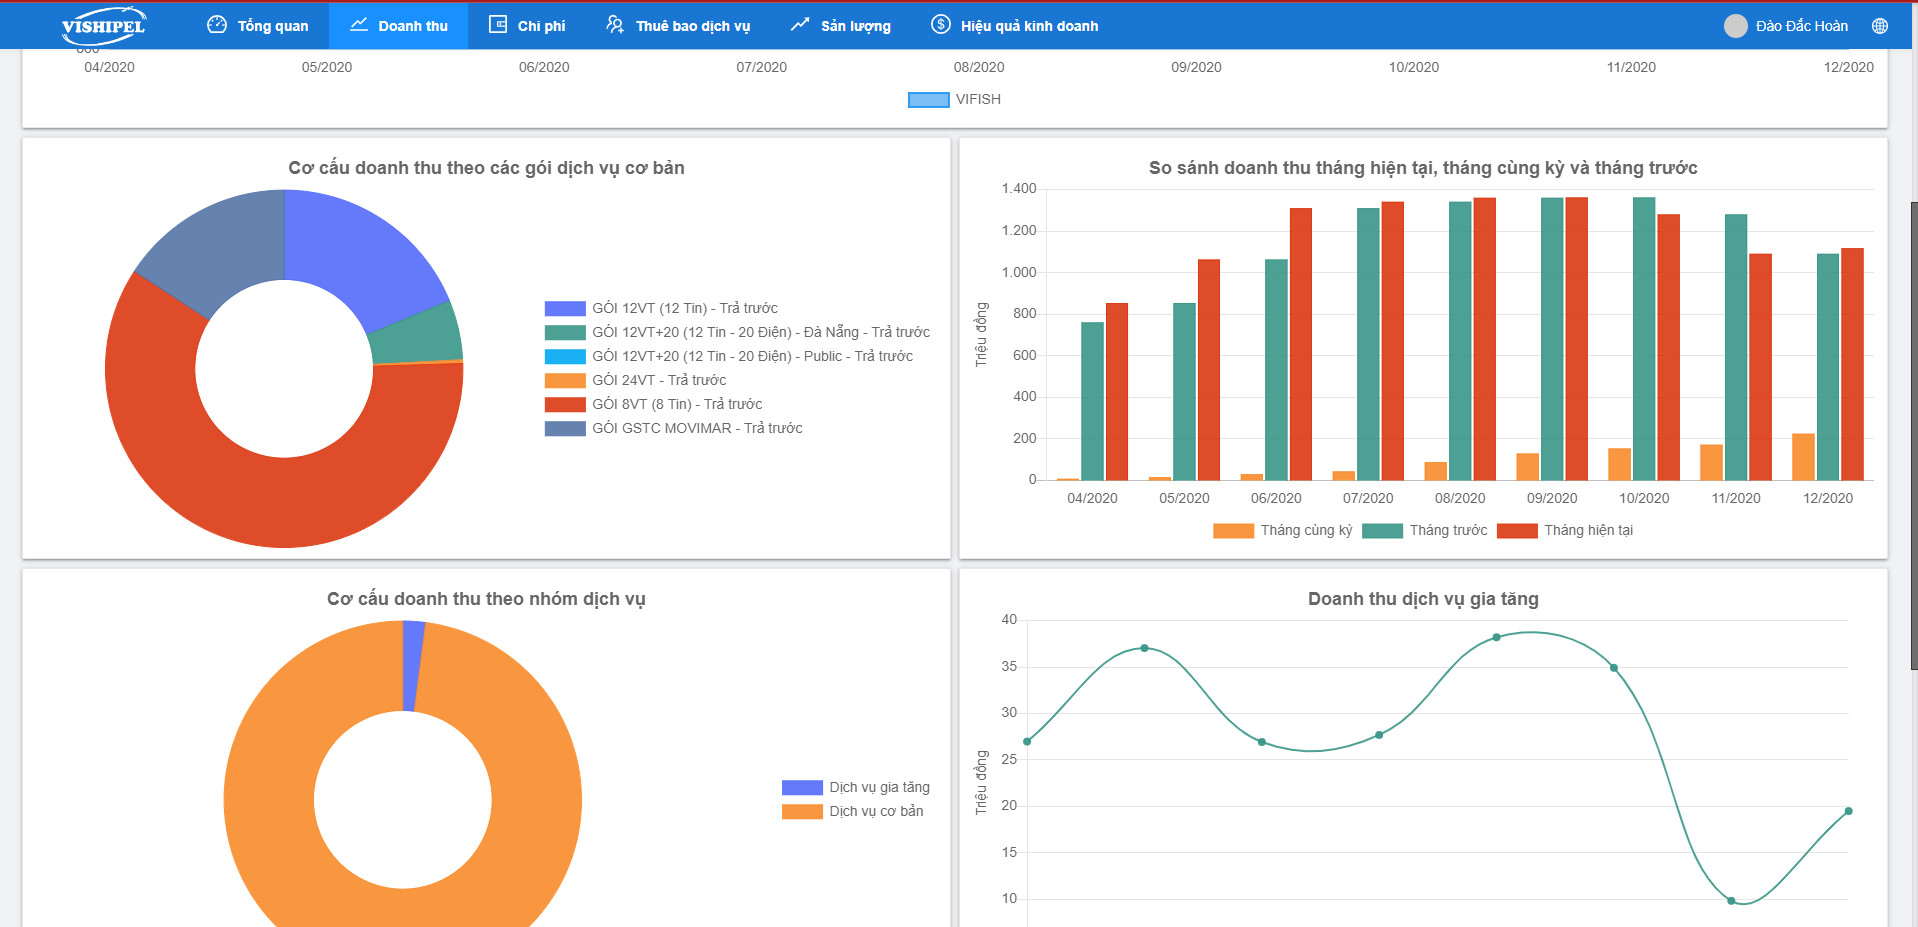 VISHIPEL
Tổng quan
Doanh thu
Chi phí
Thuê bao dịch vụ
Sản lượng
Hiệu quả kinh doanh
Đào Đắc Hoàn
04/2020 05/2020 06/2020 07/2020 08/2020 09/2020 10/2020 11/2020 12/2020
VIFISH
Cơ cấu doanh thu theo các gói dịch vụ cơ bản
GÓI 12VT (12 Tin) - Trả trước
GÓI 12VT+20 (12 Tin - 20 Điện) - Đà Nẵng - Trả trước
GÓI 12VT+20 (12 Tin - 20 Điện) - Public - Trả trước
GÓI 24VT - Trả trước
GÓI 8VT (8 Tin) - Trả trước
GÓI GSTC MOVIMAR - Trả trước
So sánh doanh thu tháng hiện tại, tháng cùng kỳ và tháng trước
Triệu đồng
1.400
1.200
1.000
800
600
400
200
0
04/2020 05/2020 06/2020 07/2020 08/2020 09/2020 10/2020 11/2020 12/2020
Tháng cùng kỳ Tháng trước Tháng hiện tại
Cơ cấu doanh thu theo nhóm dịch vụ
Dịch vụ gia tăng
Dịch vụ cơ bản
Doanh thu dịch vụ gia tăng
Triệu đồng
40
35
30
25
20
15
10